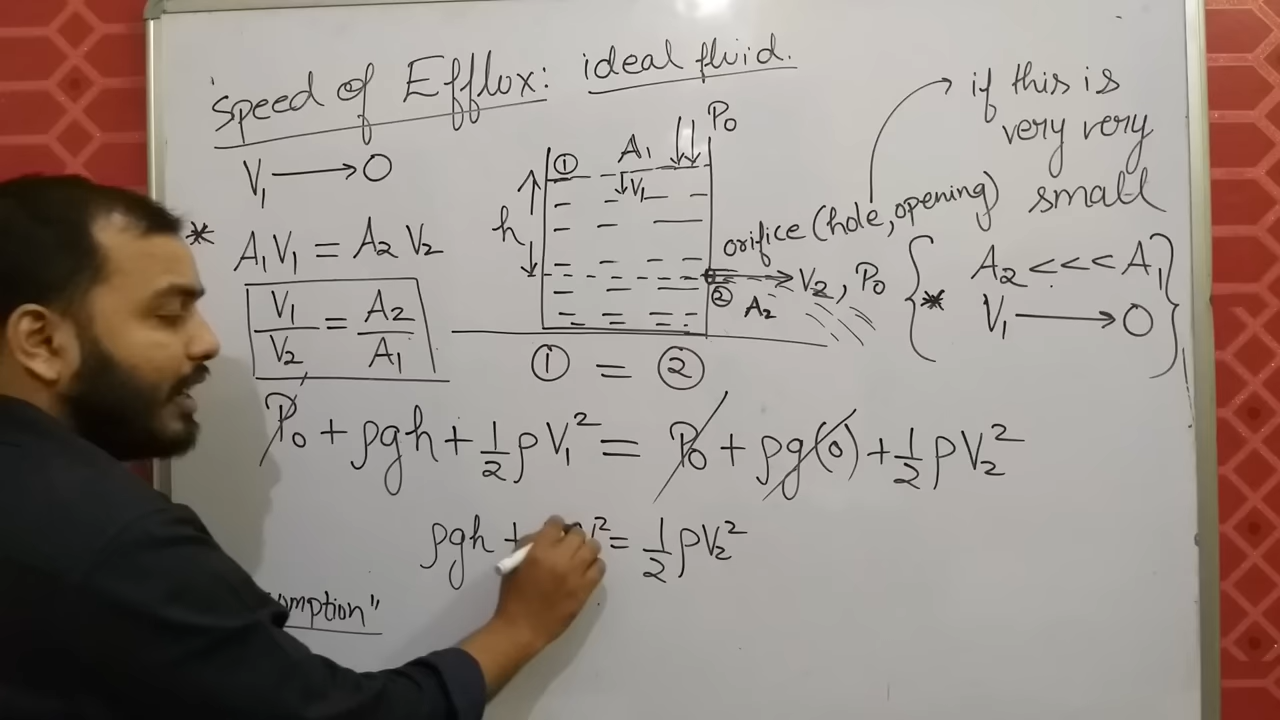 Speed of Efflux: ideal fluid.
V₁ ⟶ 0
* A₁V₁ = A₂V₂
V₁/V₂ = A₂/A₁
① A₁ P₀
V₁
h
orifice (hole, opening)
② A₂ V₂, P₀
if this is
very very
small
A₂ <<< A₁
* V₁ ⟶ 0
① = ②
P₀ + ρgh + 1/2 ρV₁² = P₀ + ρg(0) + 1/2 ρV₂²
ρgh + ² = 1/2 ρV₂²